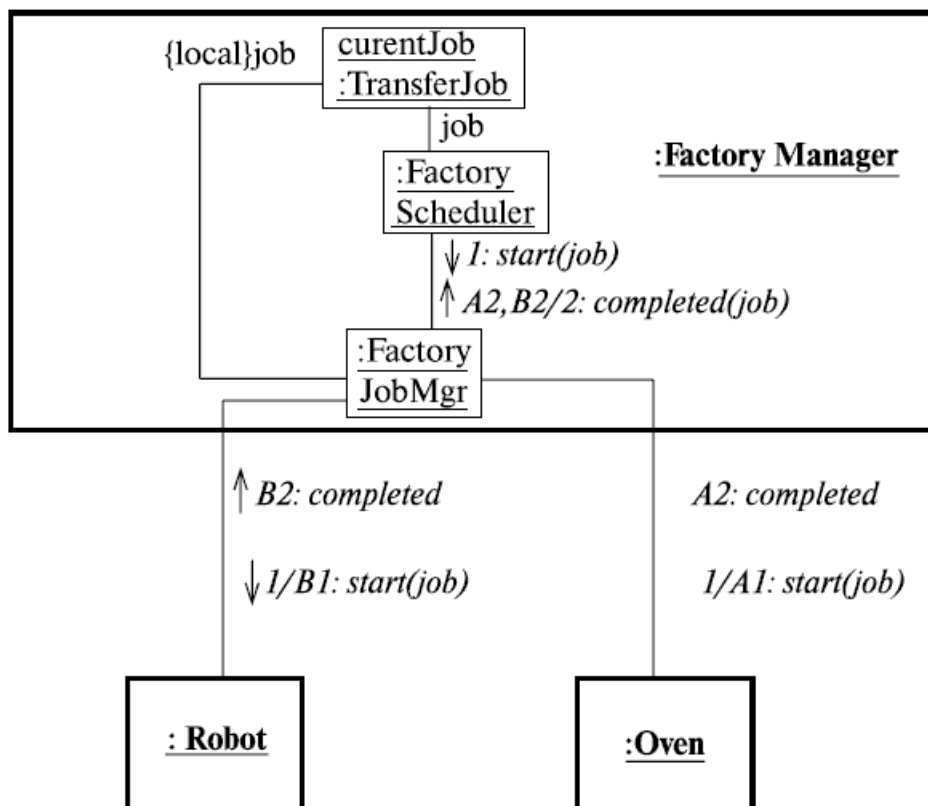 {local}job
curentJob
:TransferJob
job
:Factory Manager
:Factory
Scheduler
1: start(job)
A2,B2/2: completed(job)
:Factory
JobMgr
B2: completed
A2: completed
1/B1: start(job)
1/A1: start(job)
: Robot
:Oven